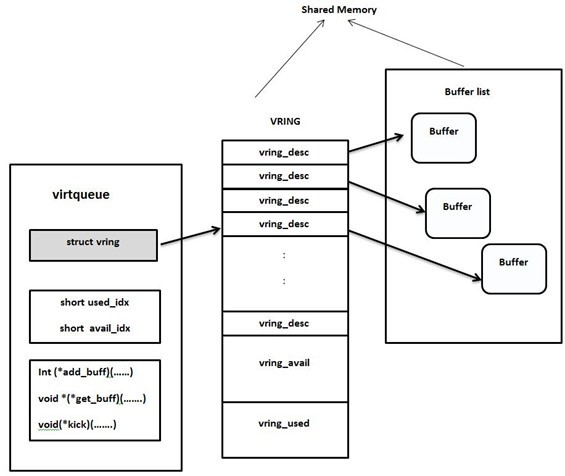 Shared Memory
VRING
vring_desc
vring_desc
vring_desc
vring_desc
:
:
vring_desc
vring_avail
vring_used
Buffer list
Buffer
Buffer
Buffer
virtqueue
struct vring
short used_idx
short avail_idx
Int (*add_buff)(......)
void *(*get_buff)(.......)
void(*kick)(.......)